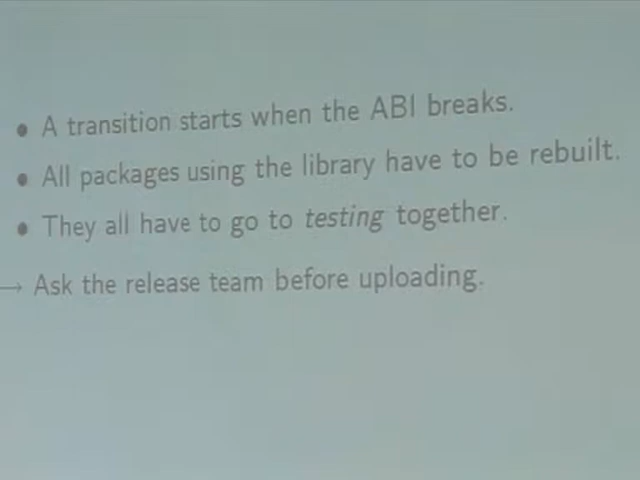 • A transition starts when the ABI breaks.
• All packages using the library have to be rebuilt.
• They all have to go to testing together.
→ Ask the release team before uploading.